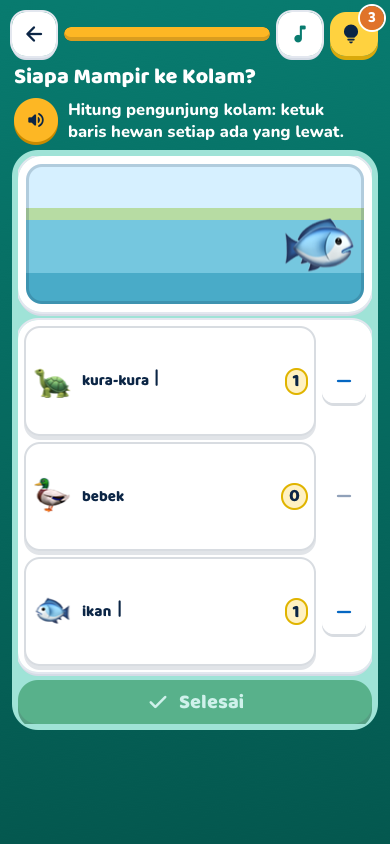 3
Siapa Mampir ke Kolam?
Hitung pengunjung kolam: ketuk
baris hewan setiap ada yang lewat.
kura-kura | 1
bebek 0
ikan | 1
Selesai